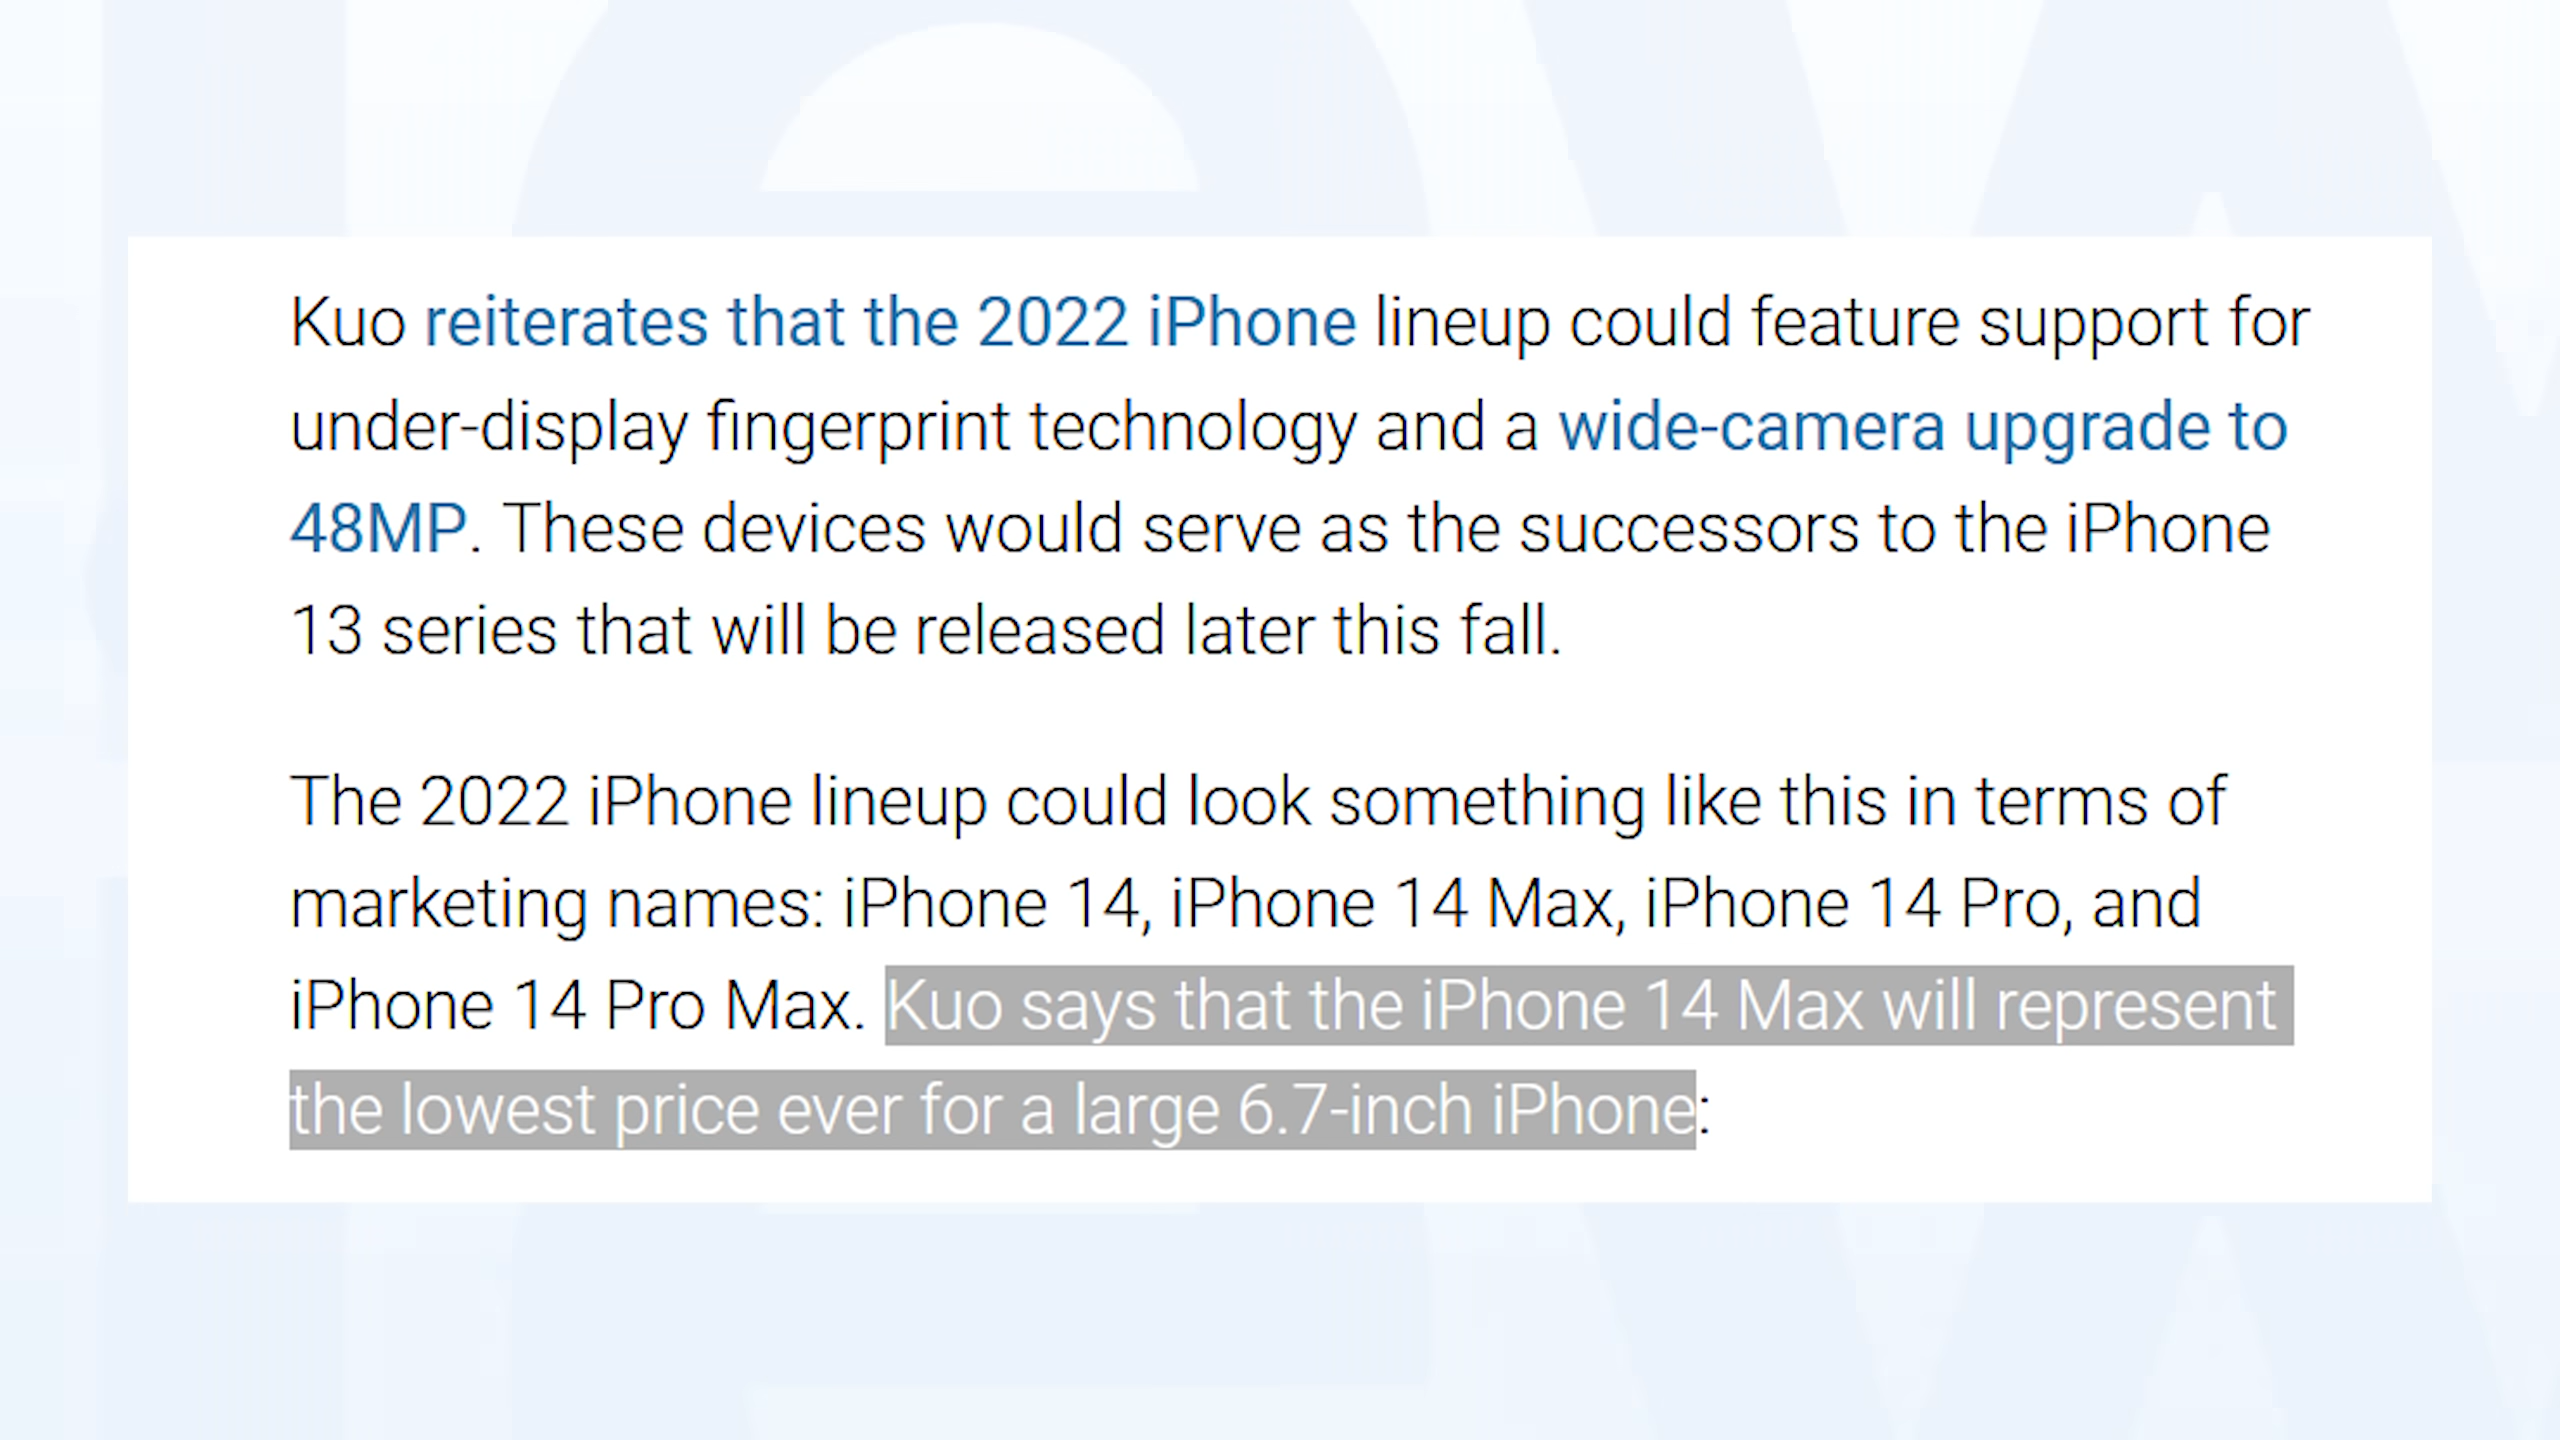 Kuo reiterates that the 2022 iPhone lineup could feature support for
under-display fingerprint technology and a wide-camera upgrade to
48MP. These devices would serve as the successors to the iPhone
13 series that will be released later this fall.
The 2022 iPhone lineup could look something like this in terms of
marketing names: iPhone 14, iPhone 14 Max, iPhone 14 Pro, and
iPhone 14 Pro Max. Kuo says that the iPhone 14 Max will represent
the lowest price ever for a large 6.7-inch iPhone: